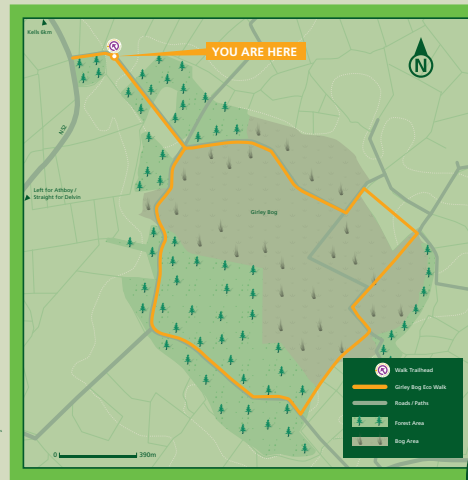 Kells 6km
YOU ARE HERE
N
N52
Left for Athboy /
Straight for Delvin
Girley Bog
Walk Trailhead
Girley Bog Eco Walk
Roads / Paths
Forest Area
Bog Area
0
390m